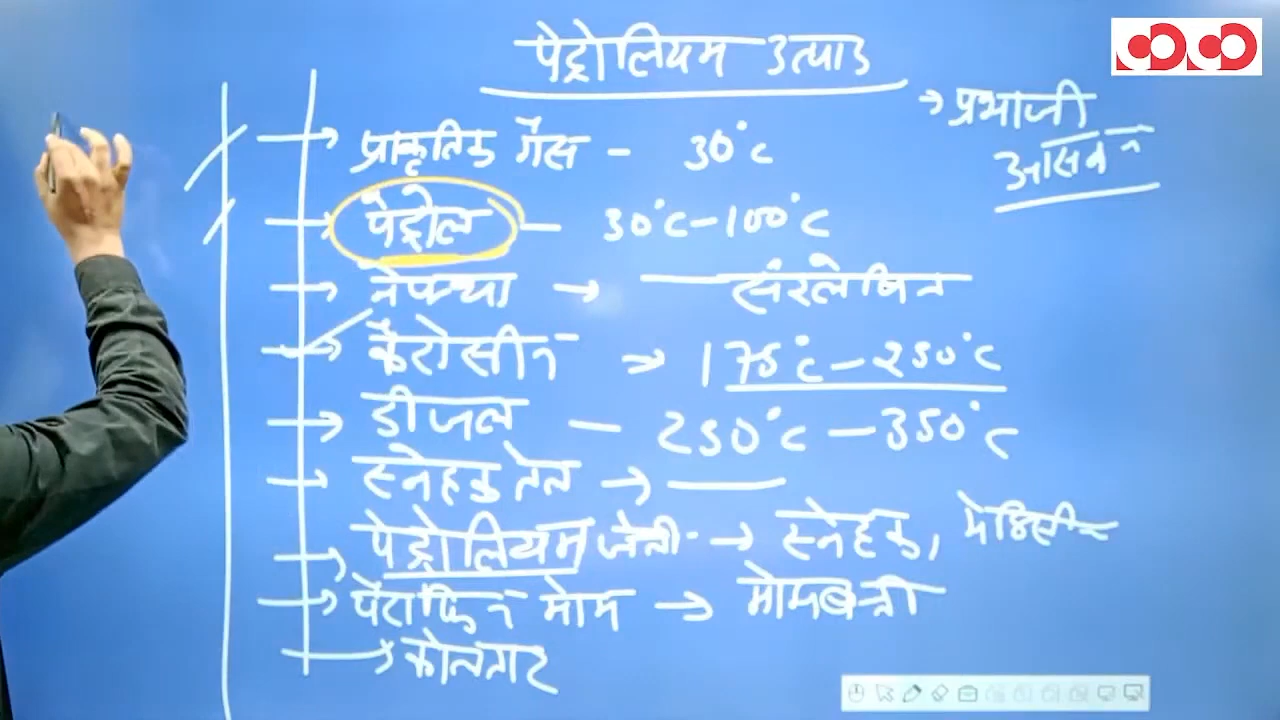 पेट्रोलियम उत्पाद
→ प्रभाजी
आसवन
→ प्राकृतिक गैस - 30°C
→ पेट्रोल - 30°C-100°C
→ नेफ्था → संश्लेषित
→ कैरोसीन → 175°C-250°C
→ डीजल - 250°C-350°C
→ स्नेहक तेल →
→ पेट्रोलियम जेली → स्नेहक, मेडिसीन
→ पैराफिन मोम → मोमबत्ती
→ कोलतार